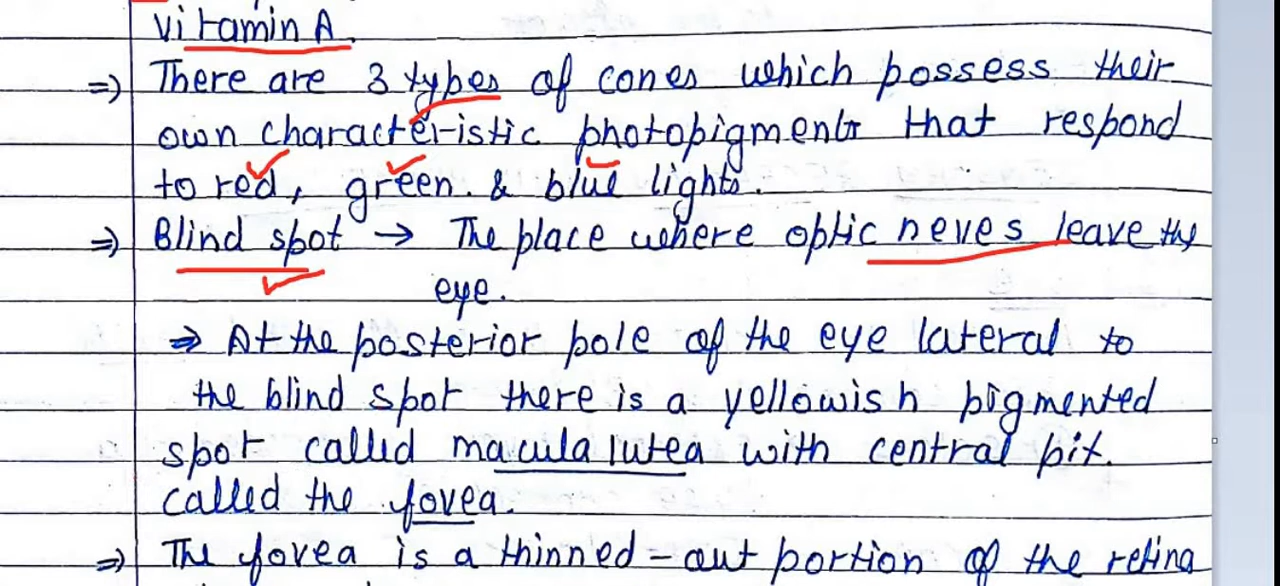 vitamin A.
⇒ There are 3 types of cones which possess their
own characteristic photopigments that respond
to red, green & blue lights.
⇒ Blind spot → The place where optic neves leave the
eye.
⇒ At the posterior pole of the eye lateral to
the blind spot there is a yellowish pigmented
spot called macula lutea with central pit.
called the fovea.
⇒ The fovea is a thinned-out portion of the retina